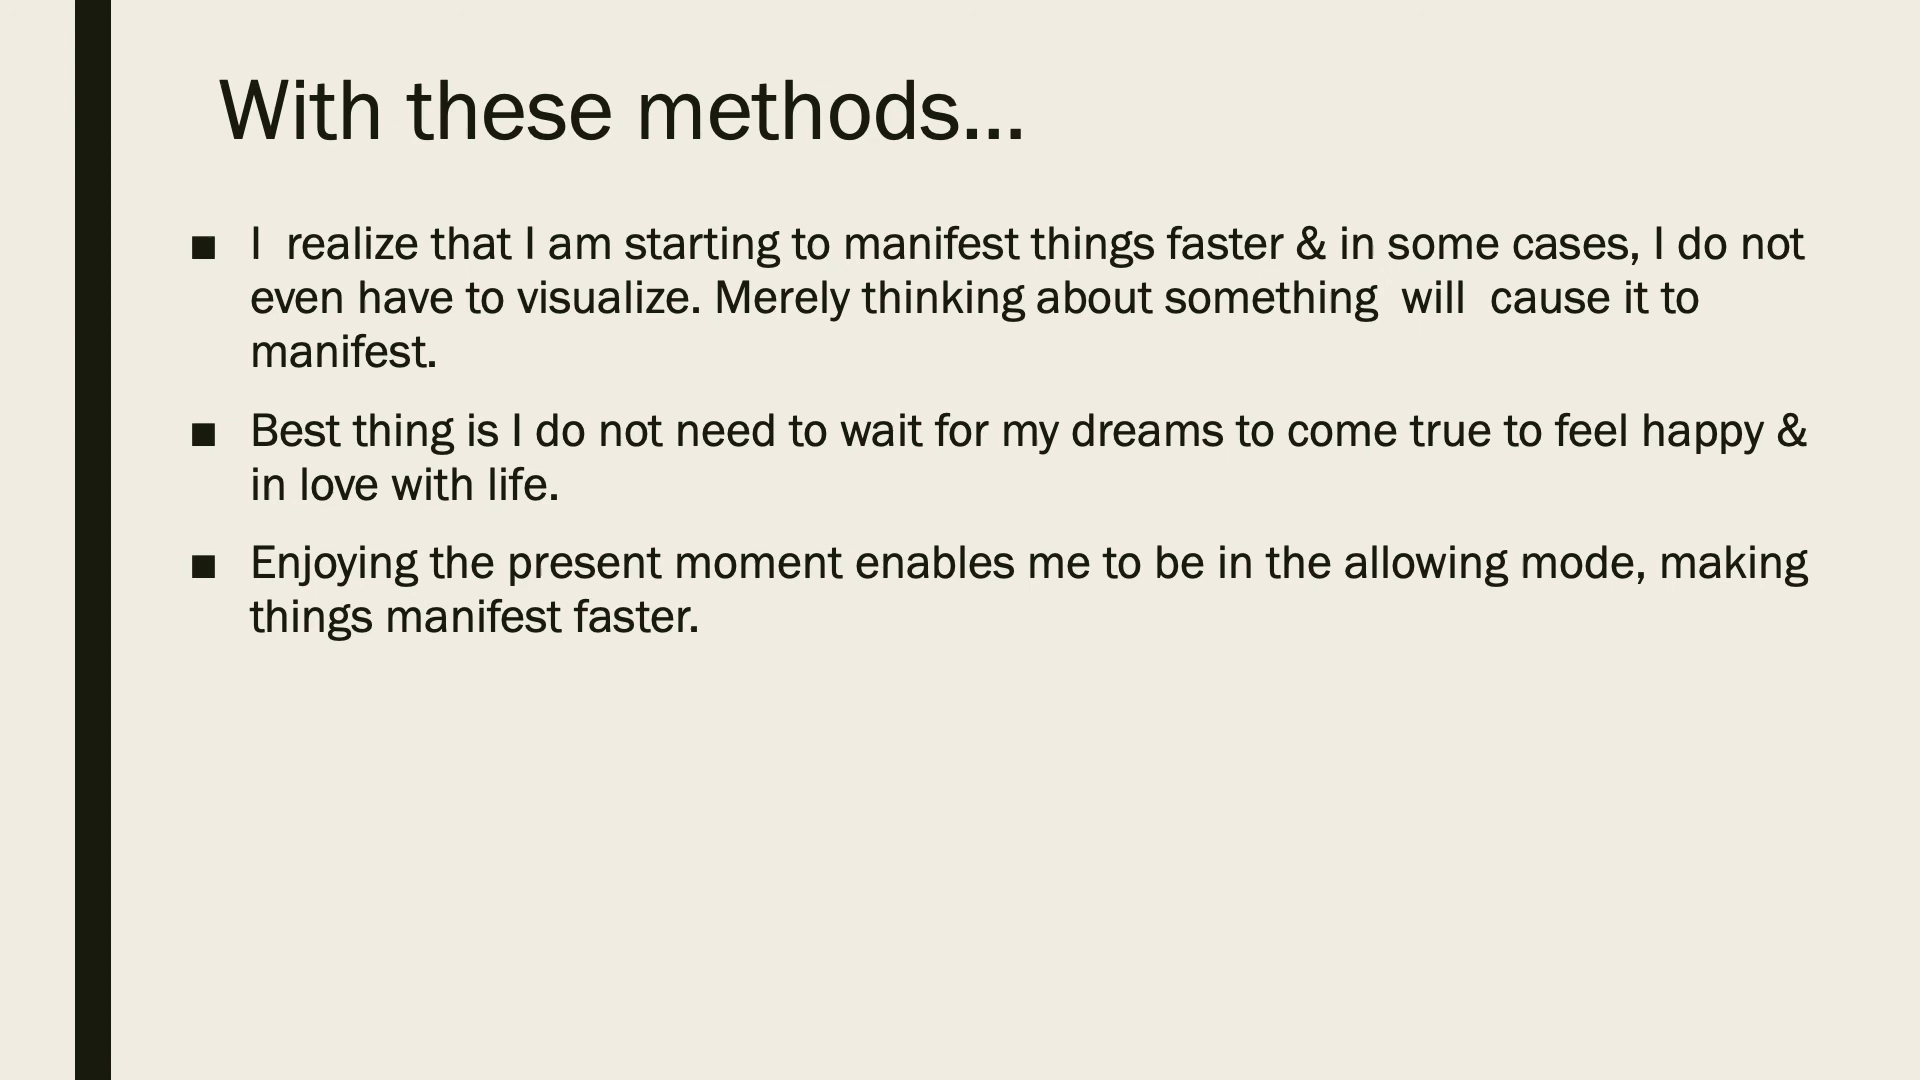 With these methods...
■ I  realize that I am starting to manifest things faster & in some cases, I do not
even have to visualize. Merely thinking about something  will  cause it to
manifest.
■ Best thing is I do not need to wait for my dreams to come true to feel happy &
in love with life.
■ Enjoying the present moment enables me to be in the allowing mode, making
things manifest faster.